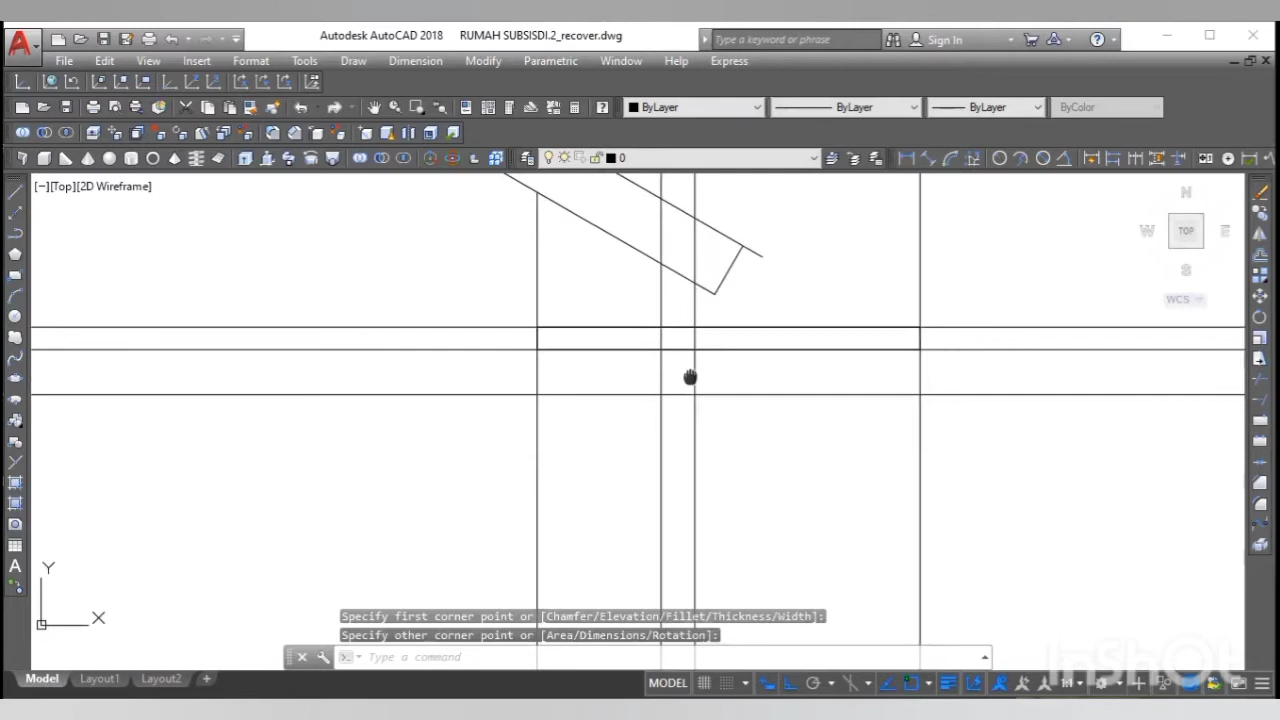 Autodesk AutoCAD 2018 RUMAH SUBSISDI.2_recover.dwg
Type a keyword or phrase
Sign In
File Edit View Insert Format Tools Draw Dimension Modify Parametric Window Help Express
ByLayer ByLayer ByLayer ByColor
0
[−][Top][2D Wireframe]
N
W TOP E
S
WCS
Y
X
Specify first corner point or [Chamfer/Elevation/Fillet/Thickness/Width]:
Specify other corner point or [Area/Dimensions/Rotation]:
Type a command
Model Layout1 Layout2 +
MODEL 1:1
InShOt